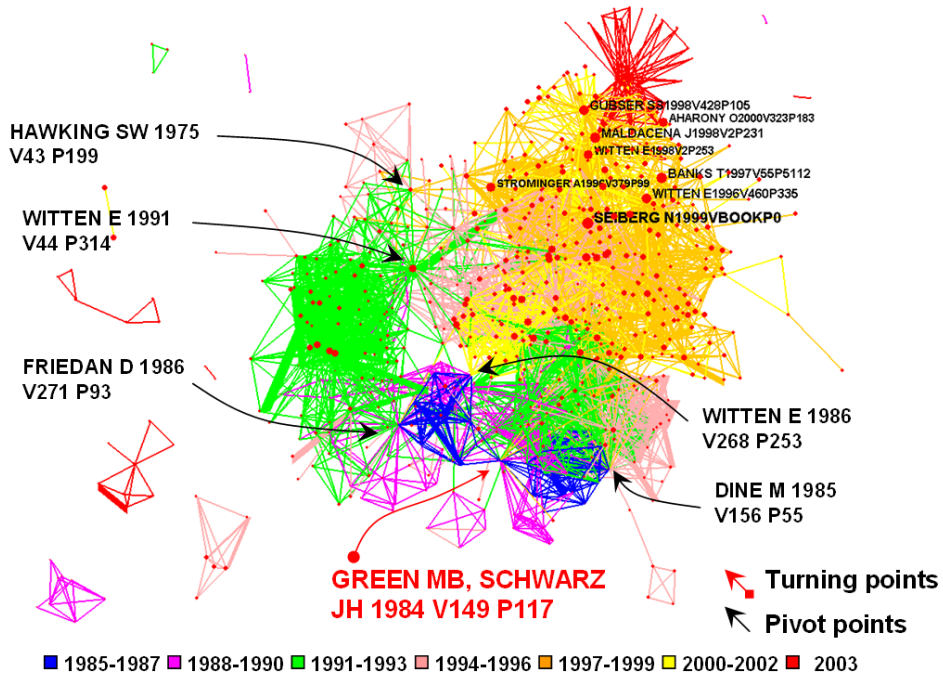 GUBSER SS1998V428P105
AHARONY O2000V323P183
HAWKING SW 1975
V43 P199
MALDACENA J1998V2P231
WITTEN E1998V2P253
BANKS T1997V55P5112
STROMINGER A1996V379P99
WITTEN E1996V460P335
WITTEN E 1991
V44 P314
SEIBERG N1999VBOOKP0
FRIEDAN D 1986
V271 P93
WITTEN E 1986
V268 P253
DINE M 1985
V156 P55
GREEN MB, SCHWARZ
JH 1984 V149 P117
Turning points
Pivot points
1985-1987 1988-1990 1991-1993 1994-1996 1997-1999 2000-2002 2003